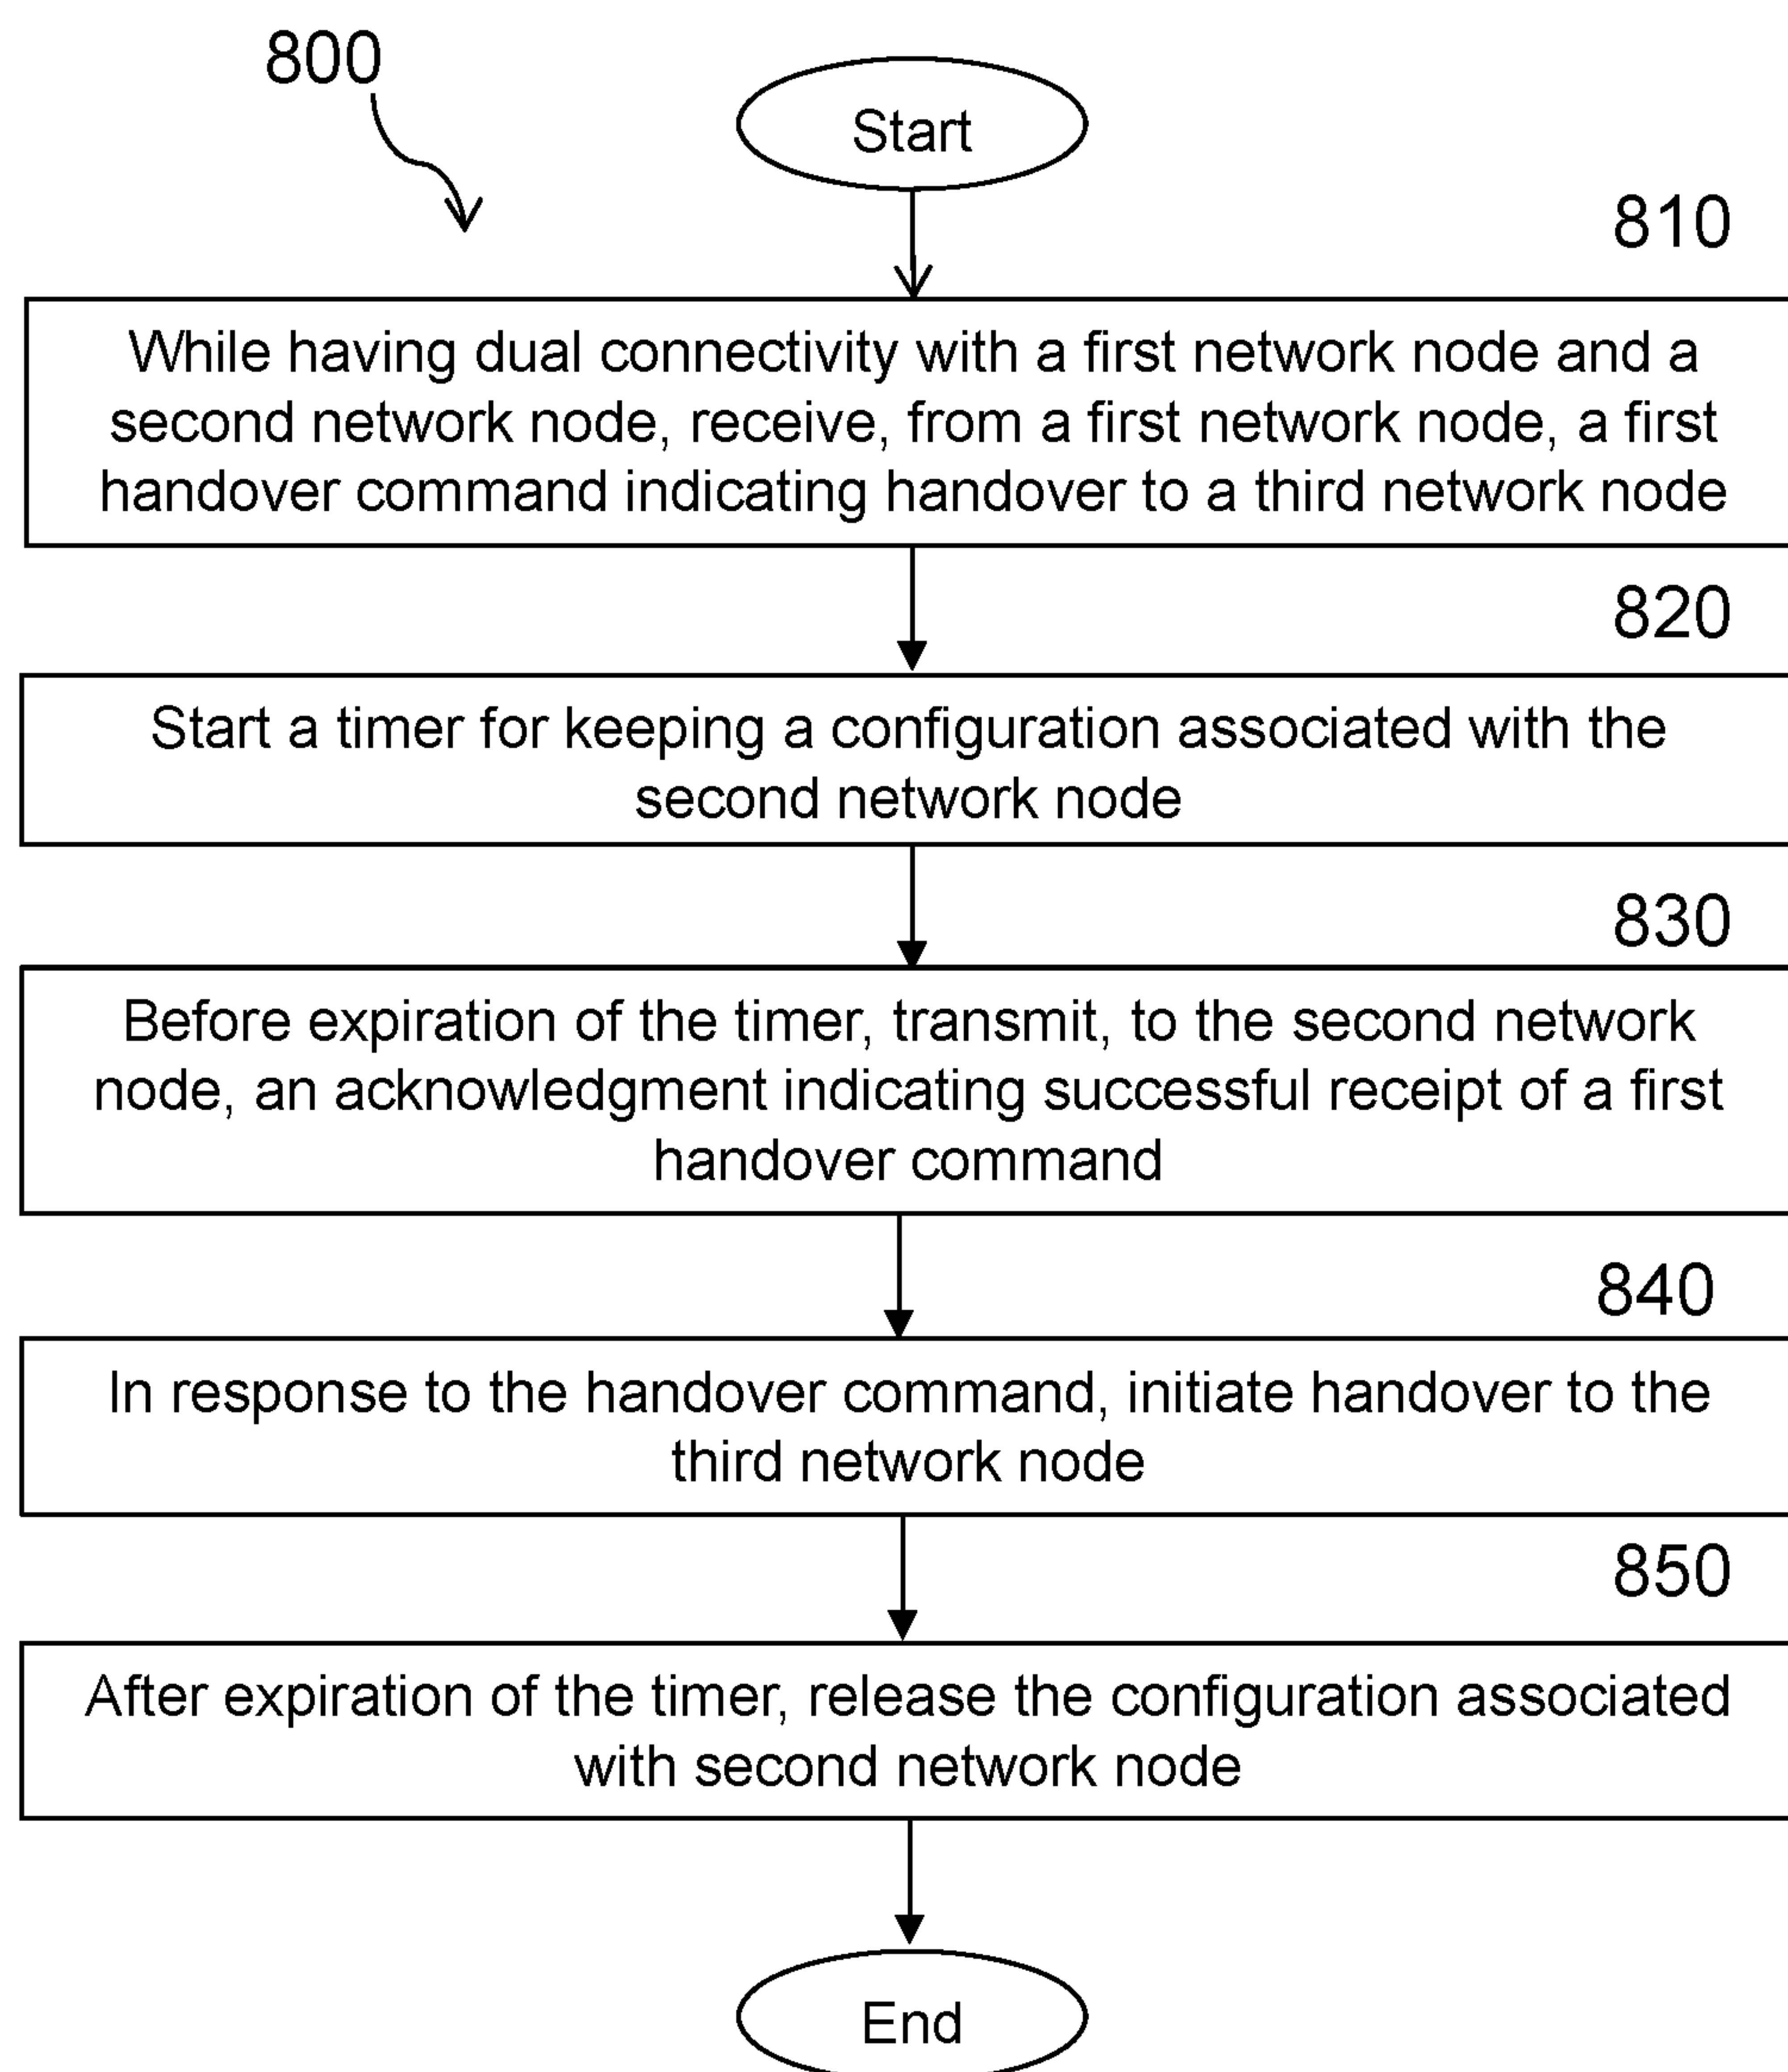 800
Start
810
While having dual connectivity with a first network node and a
second network node, receive, from a first network node, a first
handover command indicating handover to a third network node
820
Start a timer for keeping a configuration associated with the
second network node
830
Before expiration of the timer, transmit, to the second network
node, an acknowledgment indicating successful receipt of a first
handover command
840
In response to the handover command, initiate handover to the
third network node
850
After expiration of the timer, release the configuration associated
with second network node
End